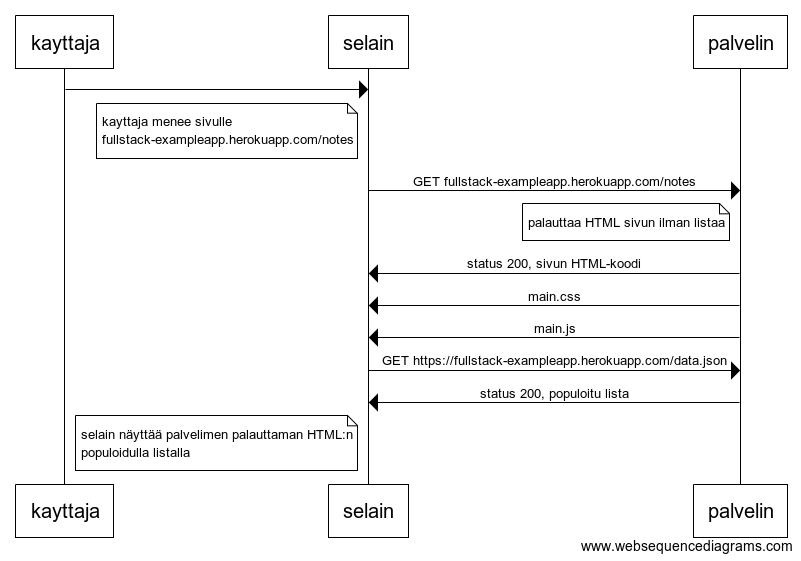 kayttaja
selain
palvelin
kayttaja menee sivulle
fullstack-exampleapp.herokuapp.com/notes
GET fullstack-exampleapp.herokuapp.com/notes
palauttaa HTML sivun ilman listaa
status 200, sivun HTML-koodi
main.css
main.js
GET https://fullstack-exampleapp.herokuapp.com/data.json
status 200, populoitu lista
selain näyttää palvelimen palauttaman HTML:n
populoidulla listalla
kayttaja
selain
palvelin
www.websequencediagrams.com